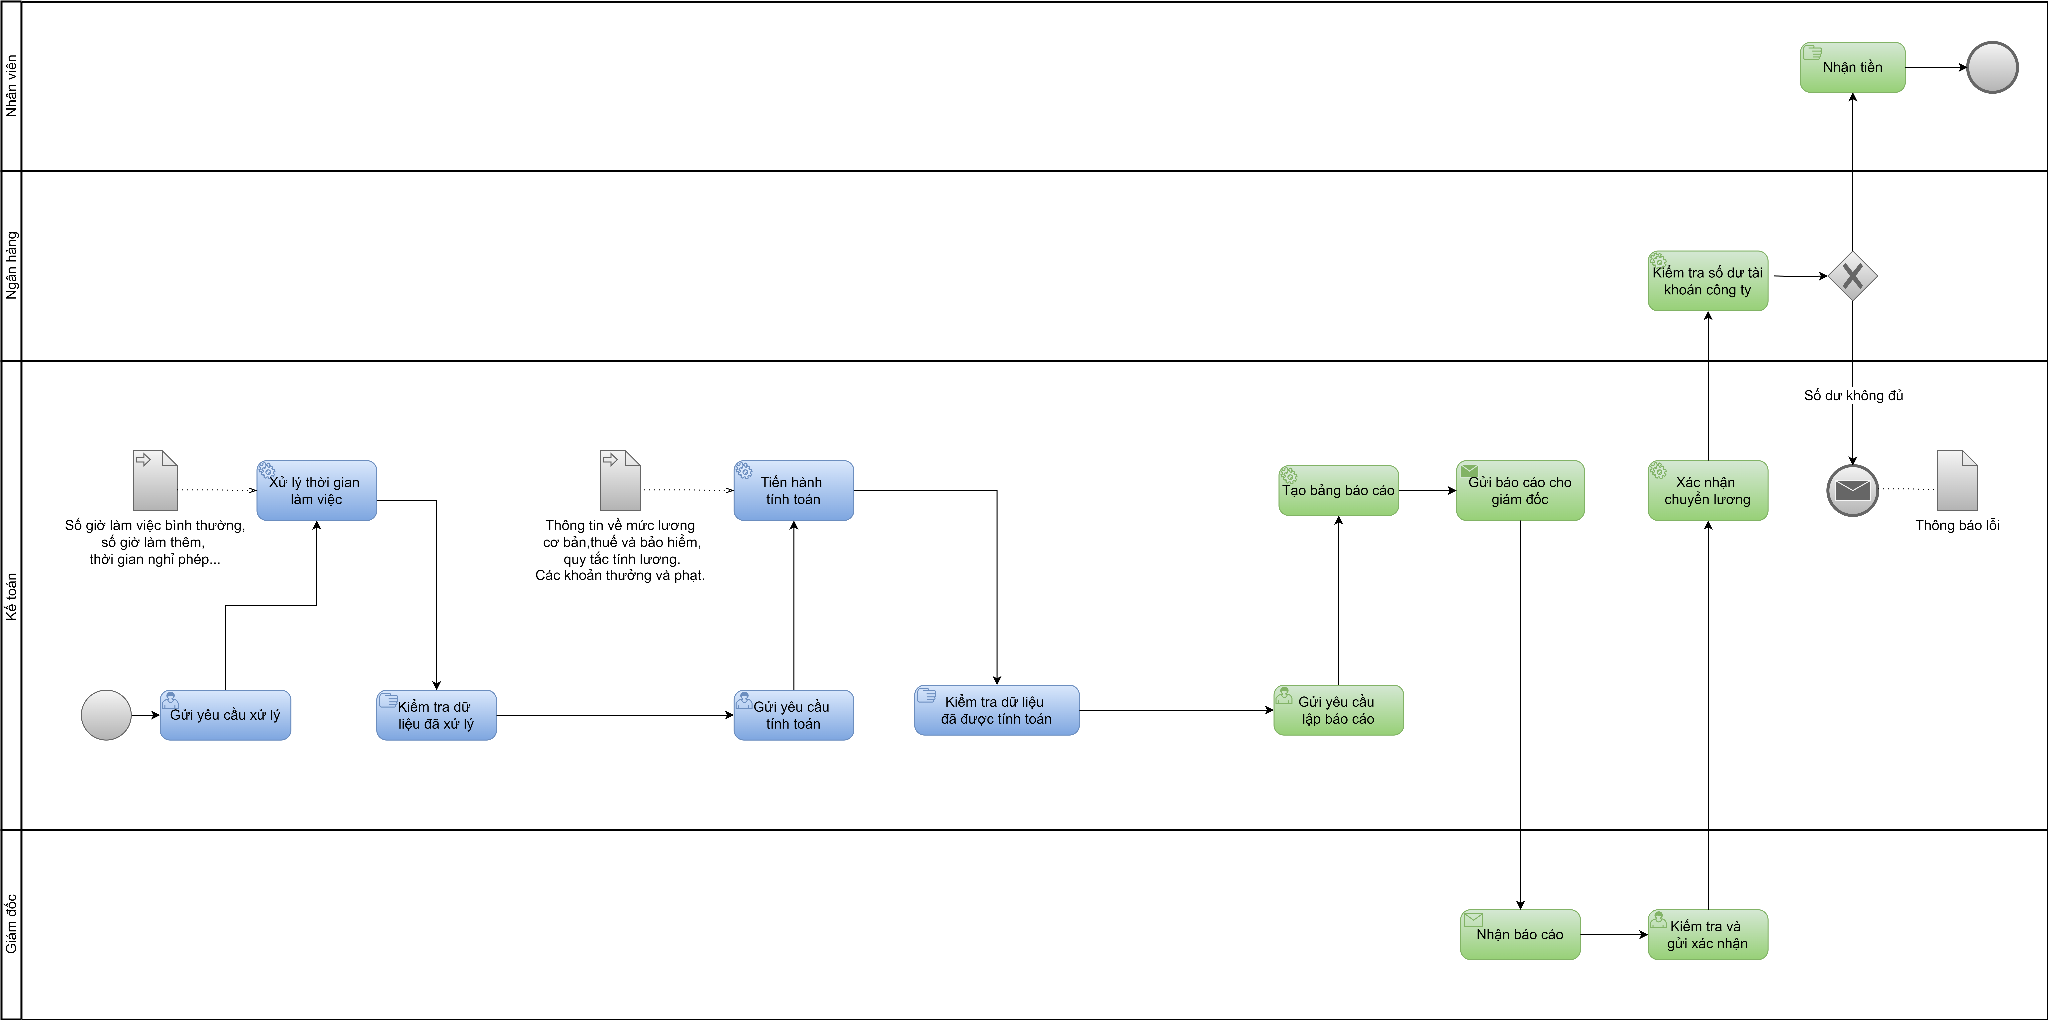 Nhân viên
Nhận tiền
Ngân hàng
Kiểm tra số dư tài
khoán công ty
Kế toán
Số dư không đủ
Số giờ làm việc bình thường,
số giờ làm thêm,
thời gian nghỉ phép...
Xử lý thời gian
làm việc
Thông tin về mức lương
cơ bản,thuế và bảo hiểm,
quy tắc tính lương.
Các khoản thưởng và phạt.
Tiến hành
tính toán
Tạo bảng báo cáo
Gửi báo cáo cho
giám đốc
Xác nhận
chuyển lương
Thông báo lỗi
Gửi yêu cầu xử lý
Kiểm tra dữ
liệu đã xử lý
Gửi yêu cầu
tính toán
Kiểm tra dữ liệu
đã được tính toán
Gửi yêu cầu
lập báo cáo
Giám đốc
Nhận báo cáo
Kiểm tra và
gửi xác nhận